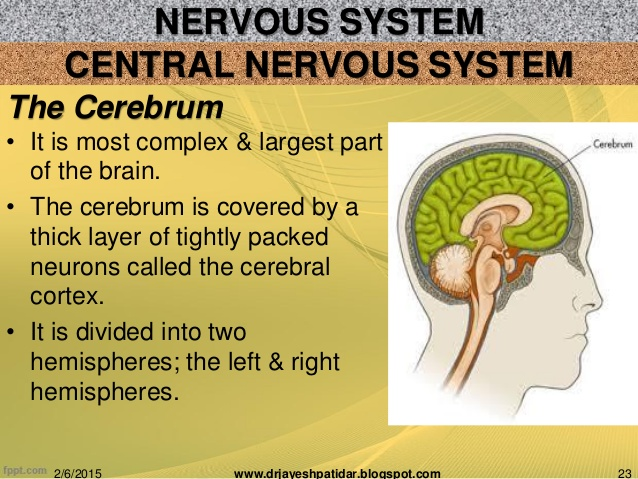 NERVOUS SYSTEM
CENTRAL NERVOUS SYSTEM
The Cerebrum
• It is most complex & largest part
of the brain.
• The cerebrum is covered by a
thick layer of tightly packed
neurons called the cerebral
cortex.
• It is divided into two
hemispheres; the left & right
hemispheres.
Cerebrum
fppt.com 2/6/2015 www.drjayeshpatidar.blogspot.com 23